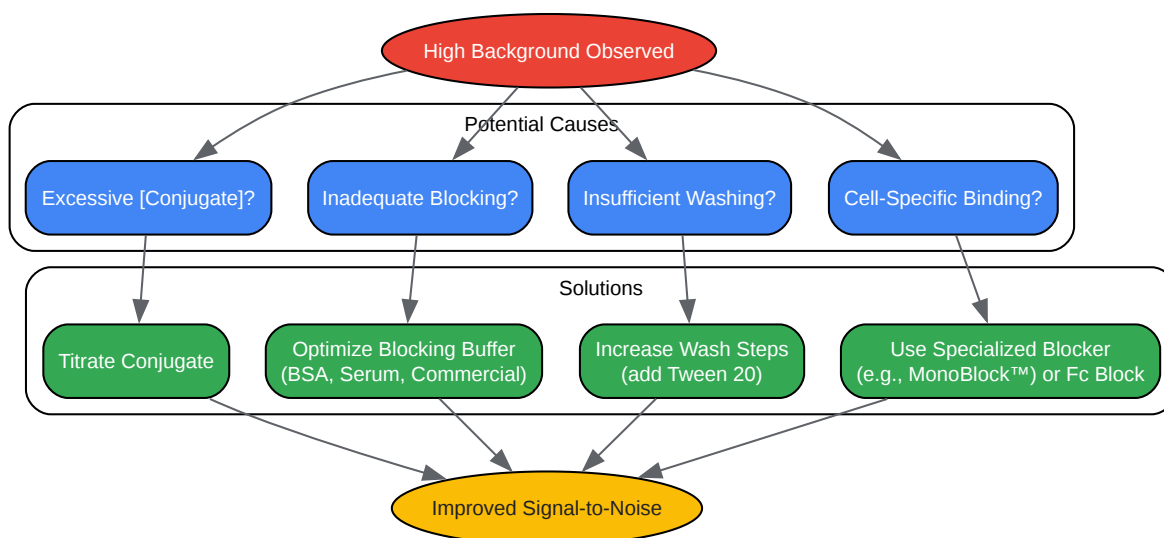 High Background Observed
Potential Causes
Excessive [Conjugate]?
Inadequate Blocking?
Insufficient Washing?
Cell-Specific Binding?
Solutions
Titrate Conjugate
Optimize Blocking Buffer
(BSA, Serum, Commercial)
Increase Wash Steps
(add Tween 20)
Use Specialized Blocker
(e.g., MonoBlock™) or Fc Block
Improved Signal-to-Noise